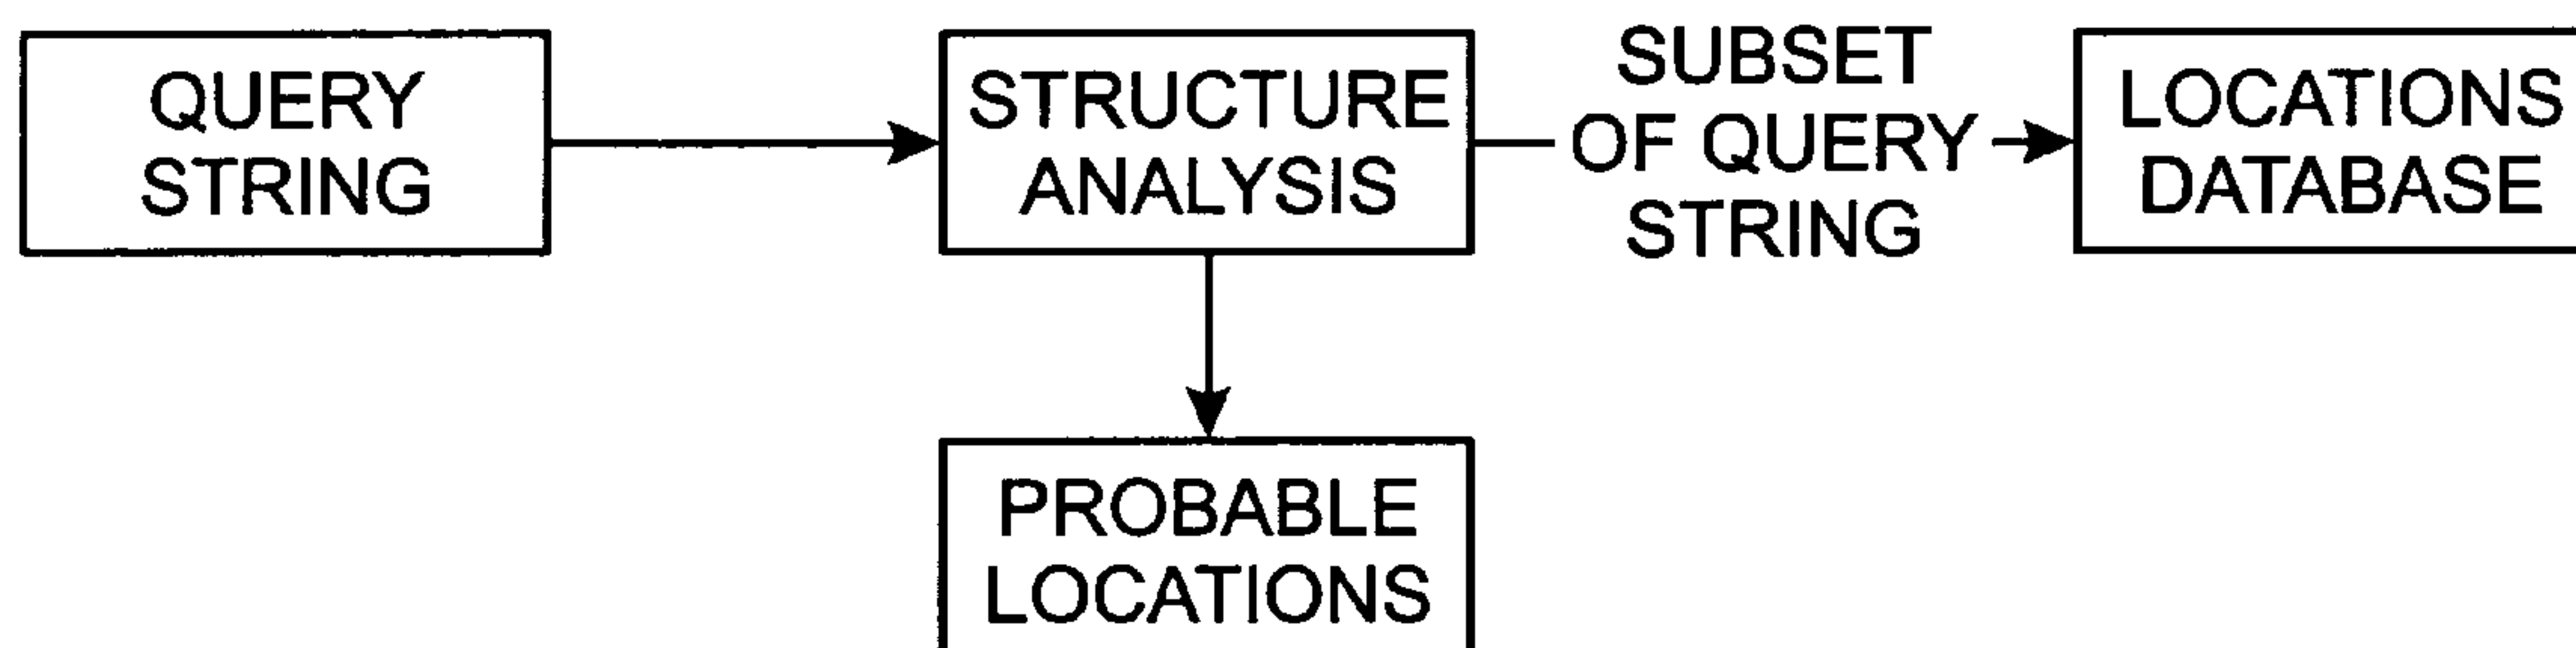 QUERY
STRING
STRUCTURE
ANALYSIS
SUBSET
OF QUERY
STRING
LOCATIONS
DATABASE
PROBABLE
LOCATIONS